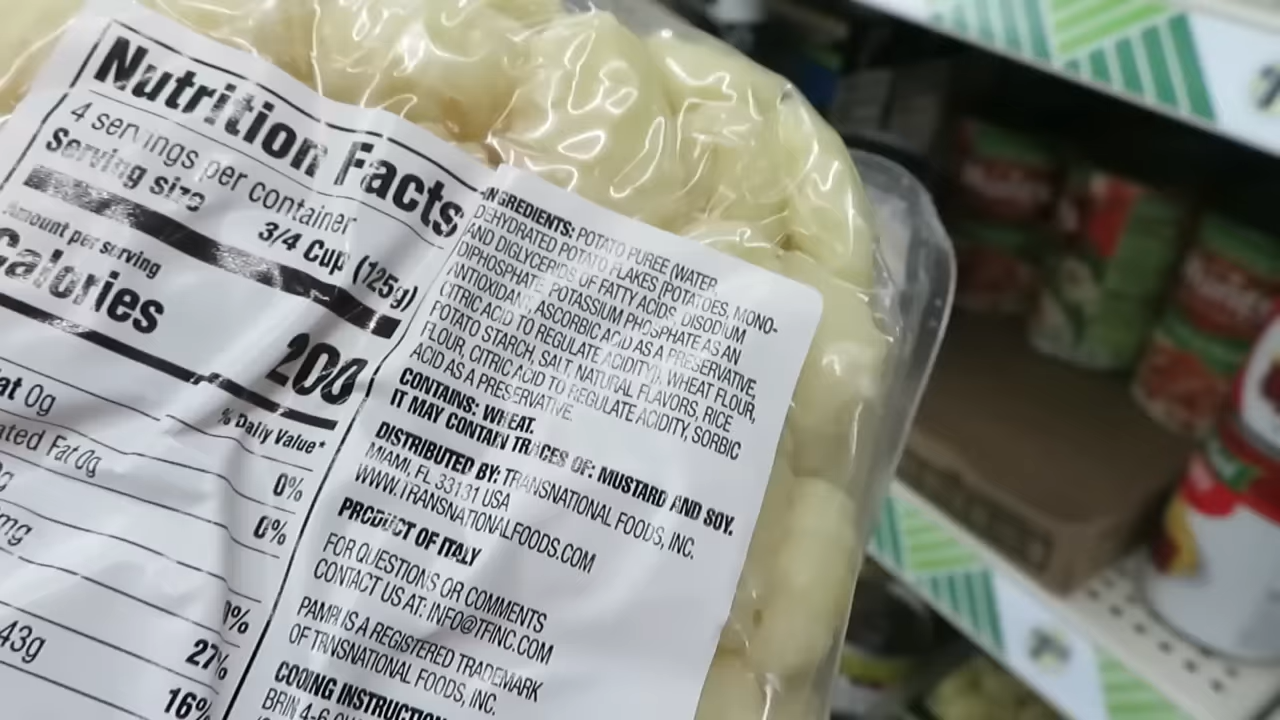 Nutrition Facts
4 servings per container
Serving size
3/4 Cup (125g)
Amount per serving
Calories
200
% Daily Value*
at 0g
0%
ated Fat 0g
0%
g
mg
%
27%
43g
16%
INGREDIENTS: POTATO PUREE (WATER,
DEHYDRATED POTATO FLAKES (POTATOES, MONO-
AND DIGLYCERIDS OF FATTY ACIDS, DISODIUM
DIPHOSPHATE, POTASSIUM PHOSPHATE AS AN
ANTIOXIDANT, ASCORBIC ACID AS A PRESERVATIVE,
CITRIC ACID TO REGULATE ACIDITY), WHEAT FLOUR,
POTATO STARCH, SALT, NATURAL FLAVORS, RICE
FLOUR, CITRIC ACID TO REGULATE ACIDITY, SORBIC
ACID AS A PRESERVATIVE.
CONTAINS: WHEAT.
IT MAY CONTAIN TRACES OF: MUSTARD AND SOY.
DISTRIBUTED BY: TRANSNATIONAL FOODS, INC.
MIAMI, FL 33131 USA
WWW.TRANSNATIONALFOODS.COM
PRODUCT OF ITALY
FOR QUESTIONS OR COMMENTS
CONTACT US AT: INFO@TFINC.COM
PAMPA IS A REGISTERED TRADEMARK
OF TRANSNATIONAL FOODS, INC.
COOING INSTRUCTION
BRIN 4-6